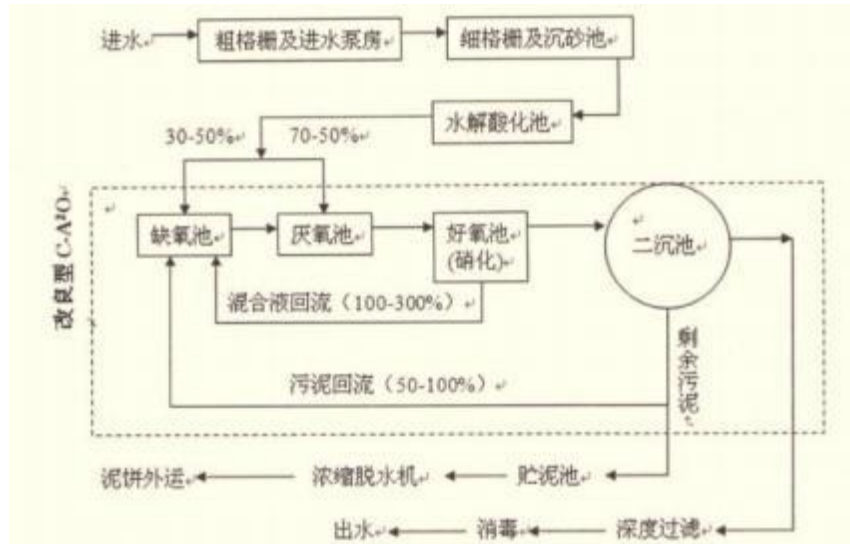 进水
粗格栅及进水泵房
细格栅及沉砂池
水解酸化池
30-50%
70-50%
改良型 C-A²O
缺氧池
厌氧池
好氧池
(硝化)
二沉池
混合液回流（100-300%）
污泥回流（50-100%）
剩余污泥
泥饼外运
浓缩脱水机
贮泥池
出水
消毒
深度过滤